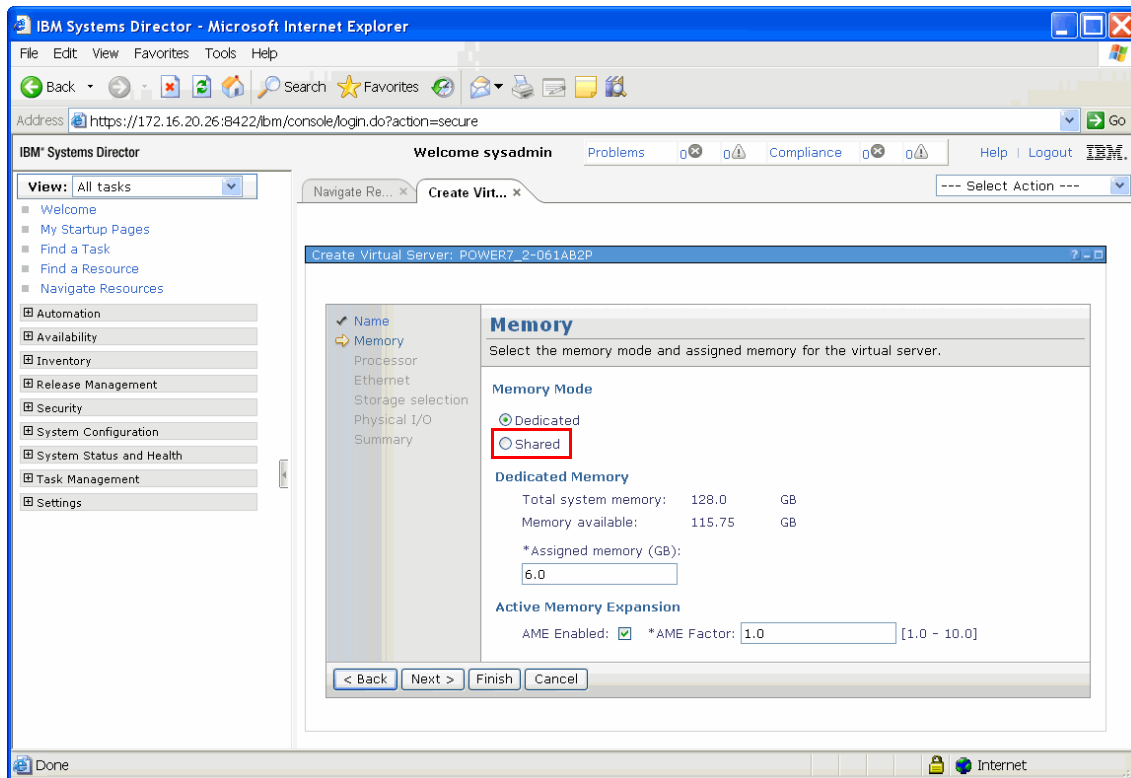 IBM Systems Director - Microsoft Internet Explorer
File Edit View Favorites Tools Help
Back Search Favorites
Address https://172.16.20.26:8422/ibm/console/login.do?action=secure Go
IBM® Systems Director Welcome sysadmin Problems 0 0 Compliance 0 0 Help | Logout IBM.
View: All tasks
Navigate Re... × Create Virt... × --- Select Action ---
Welcome
My Startup Pages
Find a Task
Find a Resource
Navigate Resources
Automation
Availability
Inventory
Release Management
Security
System Configuration
System Status and Health
Task Management
Settings
Create Virtual Server: POWER7_2-061AB2P ?
Name
Memory
Processor
Ethernet
Storage selection
Physical I/O
Summary
Memory
Select the memory mode and assigned memory for the virtual server.
Memory Mode
Dedicated
Shared
Dedicated Memory
Total system memory: 128.0 GB
Memory available: 115.75 GB
*Assigned memory (GB):
6.0
Active Memory Expansion
AME Enabled: *AME Factor: 1.0 [1.0 - 10.0]
< Back Next > Finish Cancel
Done Internet